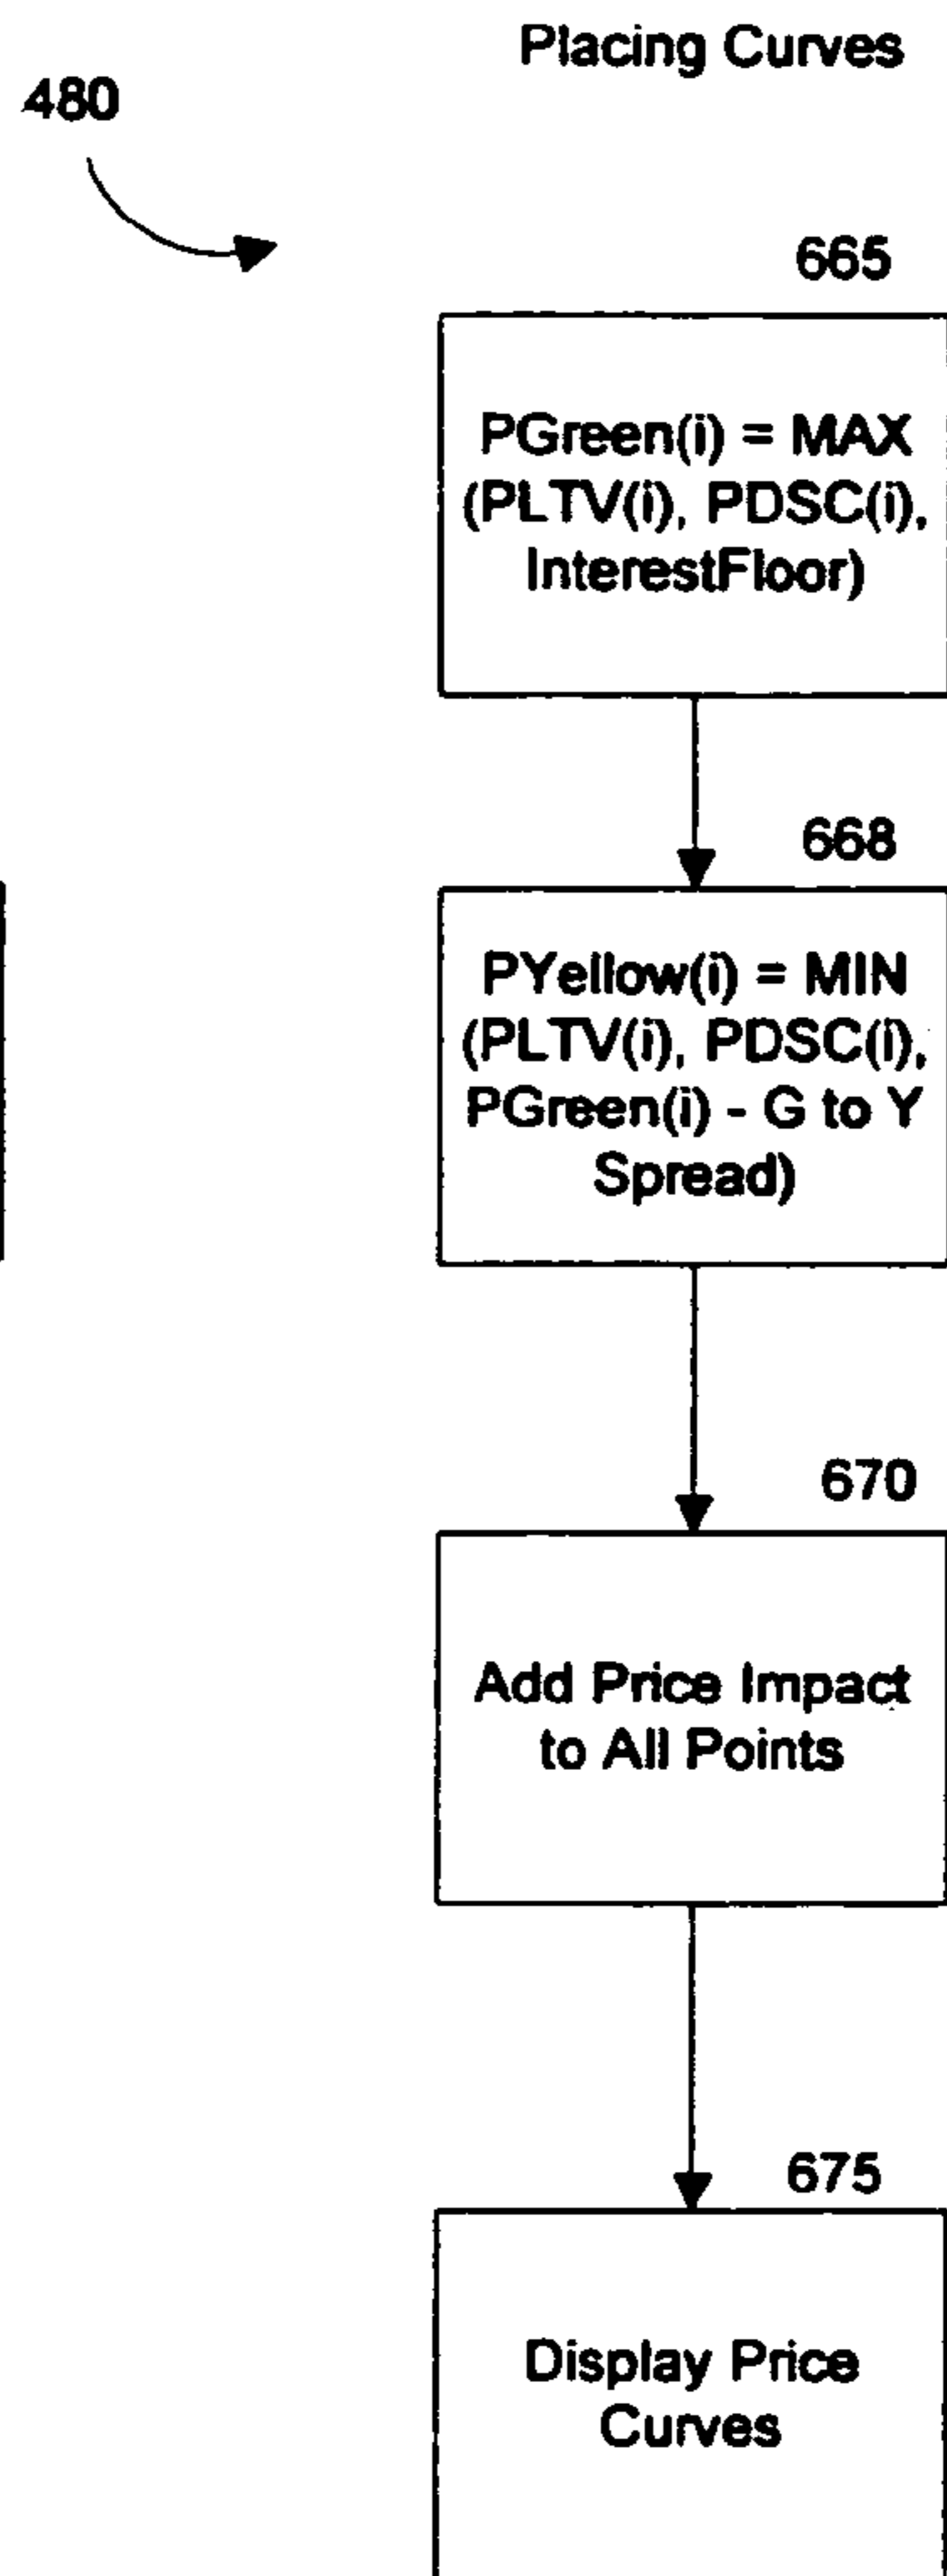 Placing Curves
480
665
PGreen(i) = MAX
(PLTV(i), PDSC(i),
InterestFloor)
668
PYellow(i) = MIN
(PLTV(i), PDSC(i),
PGreen(i) - G to Y
Spread)
670
Add Price Impact
to All Points
675
Display Price
Curves